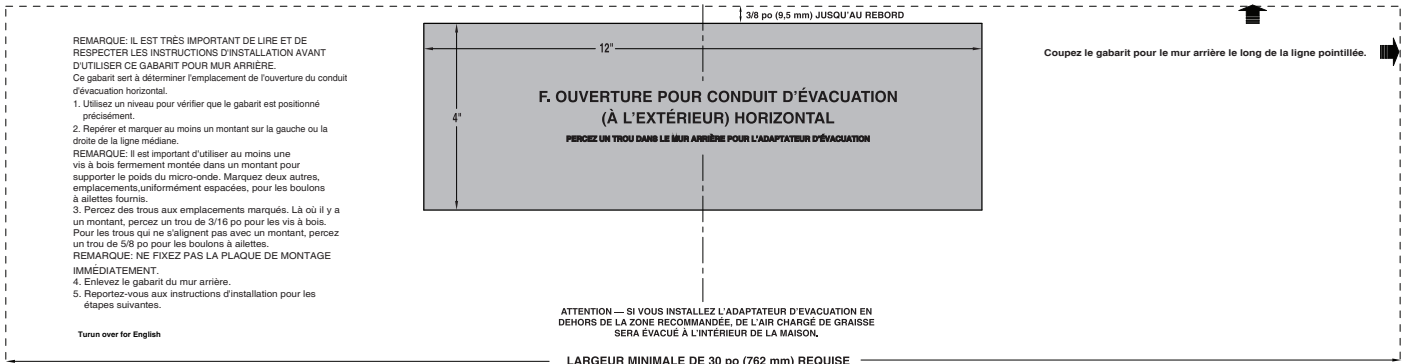 3/8 po (9,5 mm) JUSQU'AU REBORD
REMARQUE: IL EST TRÈS IMPORTANT DE LIRE ET DE
RESPECTER LES INSTRUCTIONS D'INSTALLATION AVANT
D'UTILISER CE GABARIT POUR MUR ARRIÈRE.
Ce gabarit sert à déterminer l'emplacement de l'ouverture du conduit
d'évacuation horizontal.
1. Utilisez un niveau pour vérifier que le gabarit est positionné
précisément.
2. Repérer et marquer au moins un montant sur la gauche ou la
droite de la ligne médiane.
REMARQUE: Il est important d'utiliser au moins une
vis à bois fermement montée dans un montant pour
supporter le poids du micro-onde. Marquez deux autres,
emplacements,uniformément espacées, pour les boulons
à ailettes fournis.
3. Percez des trous aux emplacements marqués. Là où il y a
un montant, percez un trou de 3/16 po pour les vis à bois.
Pour les trous qui ne s'alignent pas avec un montant, percez
un trou de 5/8 po pour les boulons à ailettes.
REMARQUE: NE FIXEZ PAS LA PLAQUE DE MONTAGE
IMMÉDIATEMENT.
4. Enlevez le gabarit du mur arrière.
5. Reportez-vous aux instructions d'installation pour les
étapes suivantes.
Turun over for English
12"
4"
F. OUVERTURE POUR CONDUIT D'ÉVACUATION
(À L'EXTÉRIEUR) HORIZONTAL
PERCEZ UN TROU DANS LE MUR ARRIÈRE POUR L'ADAPTATEUR D'ÉVACUATION
Coupez le gabarit pour le mur arrière le long de la ligne pointillée.
ATTENTION — SI VOUS INSTALLEZ L'ADAPTATEUR D'EVACUATION EN
DEHORS DE LA ZONE RECOMMANDÉE, DE L'AIR CHARGÉ DE GRAISSE
SERA ÉVACUÉ À L'INTÉRIEUR DE LA MAISON.
LARGEUR MINIMALE DE 30 po (762 mm) REQUISE